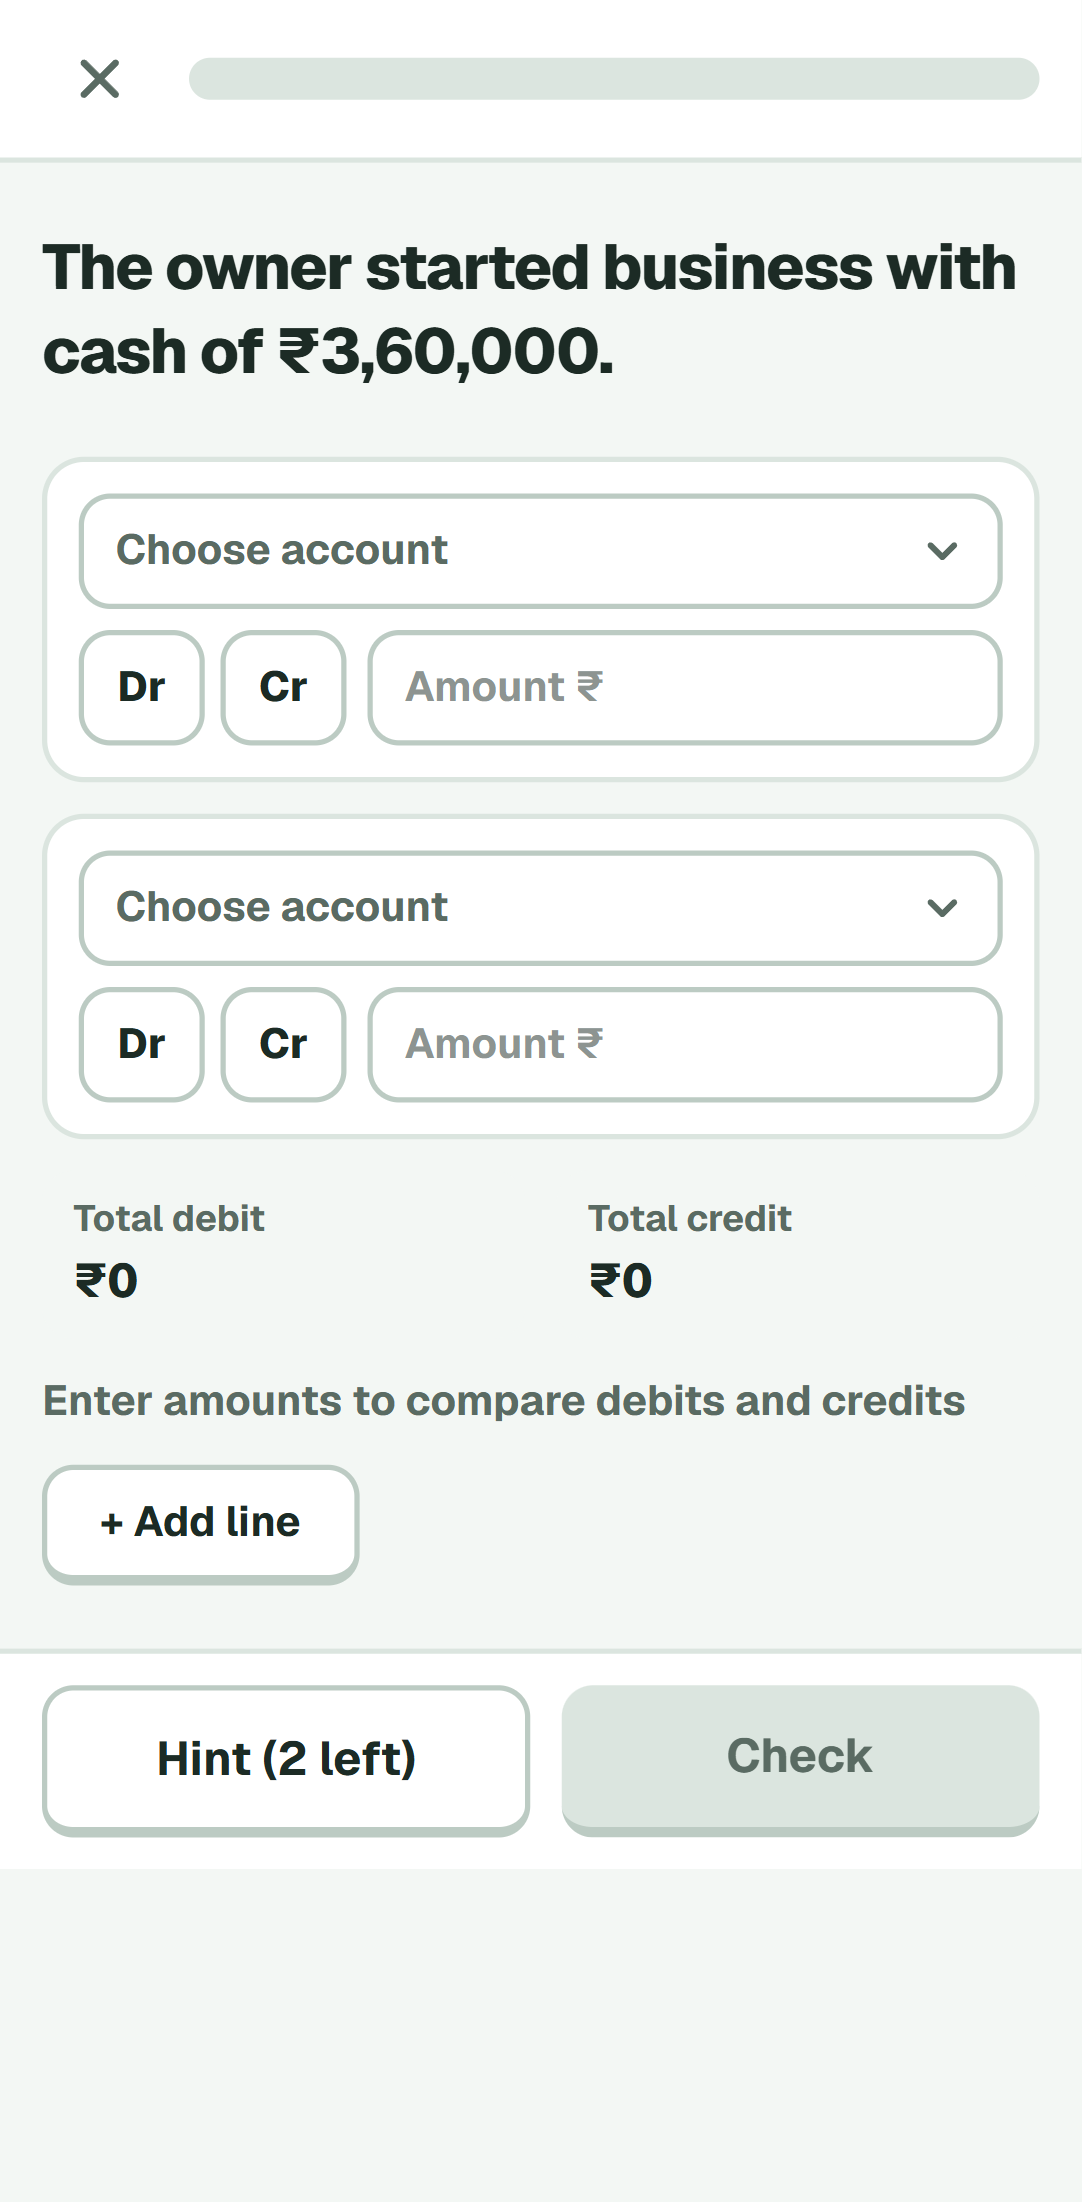 The owner started business with
cash of ₹3,60,000.
Choose account
Dr
Cr
Amount ₹
Choose account
Dr
Cr
Amount ₹
Total debit
Total credit
₹0
₹0
Enter amounts to compare debits and credits
+ Add line
Hint (2 left)
Check